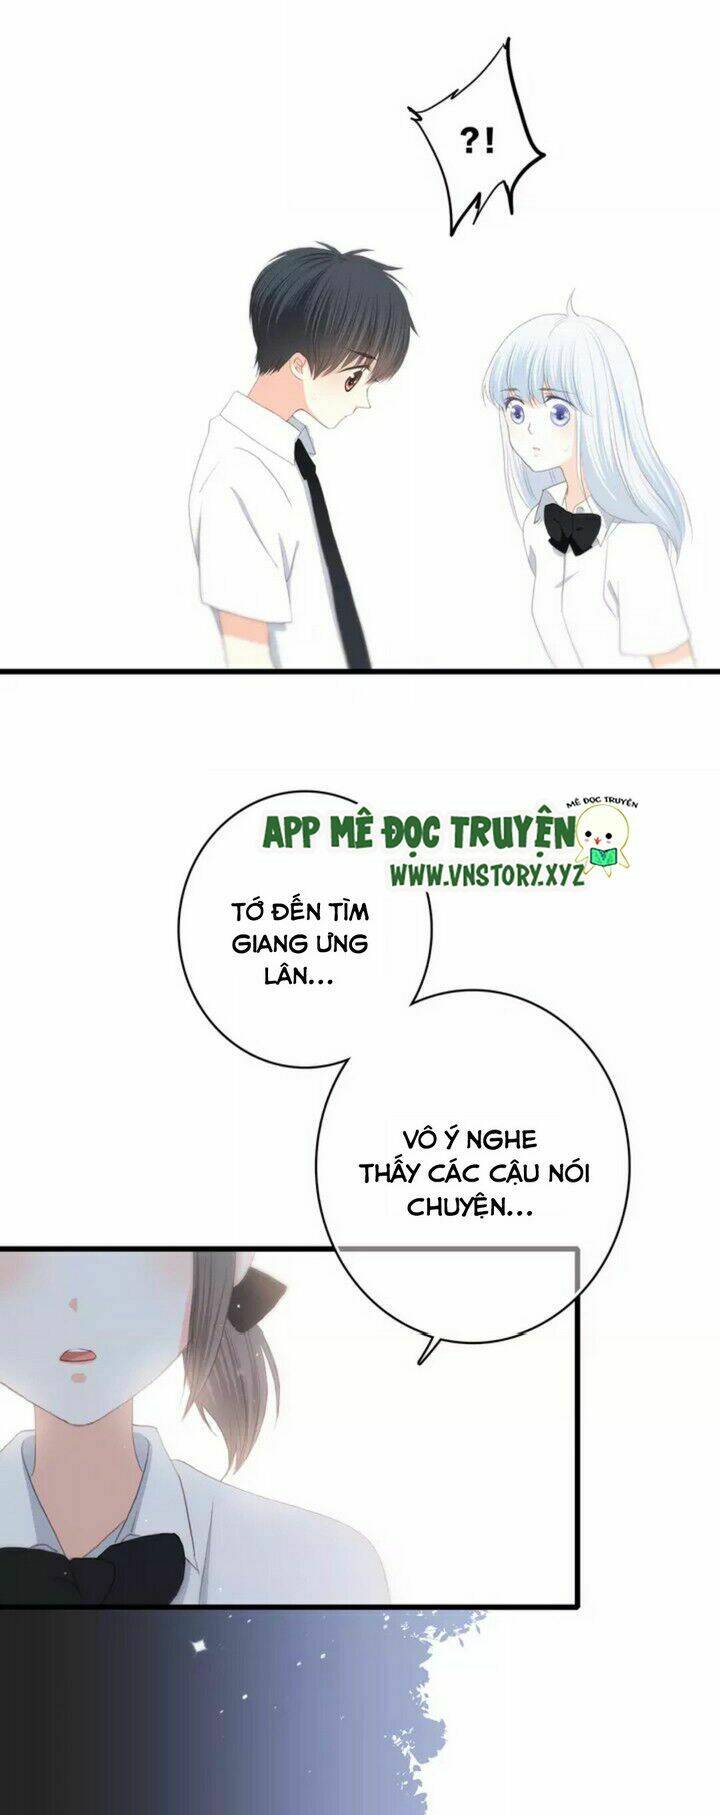 ?!
MÊ ĐỌC TRUYỆN
APP MÊ ĐỌC TRUYỆN
WWW.VNSTORY.XYZ
TỚ ĐẾN TÌM
GIANG ƯNG
LÂN...
VÔ Ý NGHE
THẤY CÁC CẬU NÓI
CHUYỆN...